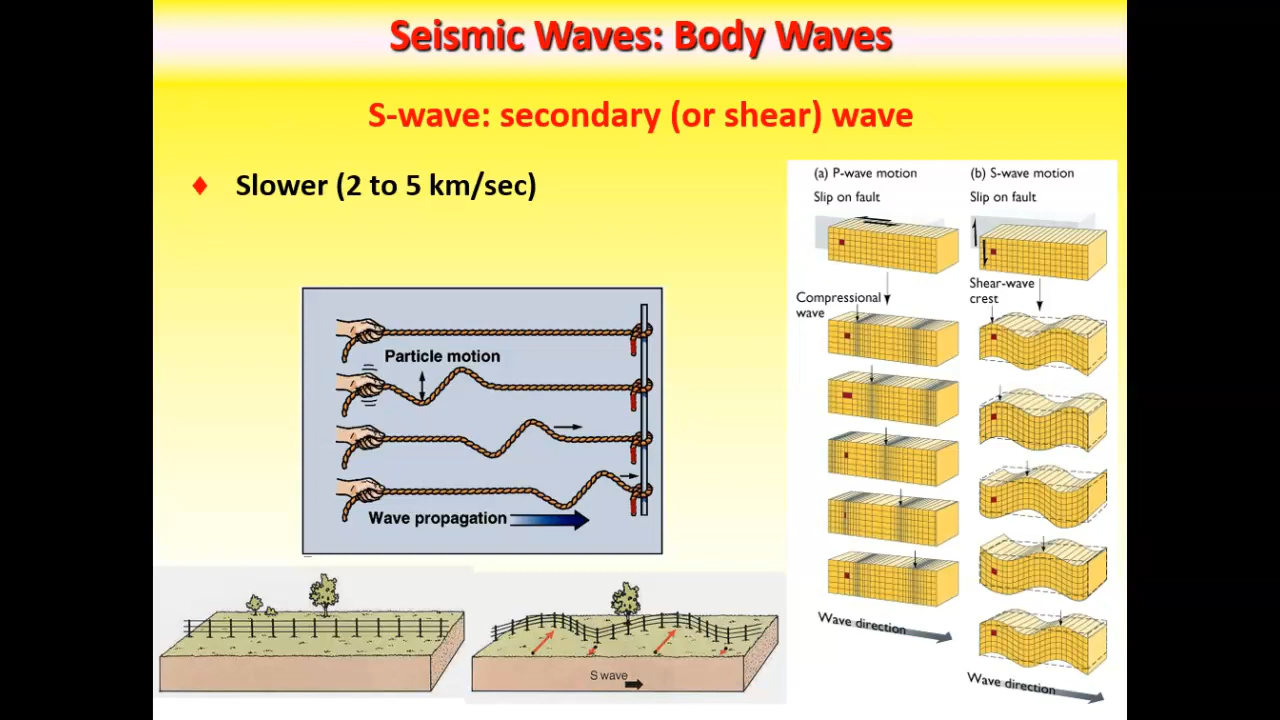 Seismic Waves: Body Waves
S-wave: secondary (or shear) wave
Slower (2 to 5 km/sec)
Particle motion
Wave propagation
S wave
(a) P-wave motion
Slip on fault
Compressional
wave
Wave direction
(b) S-wave motion
Slip on fault
Shear-wave
crest
Wave direction